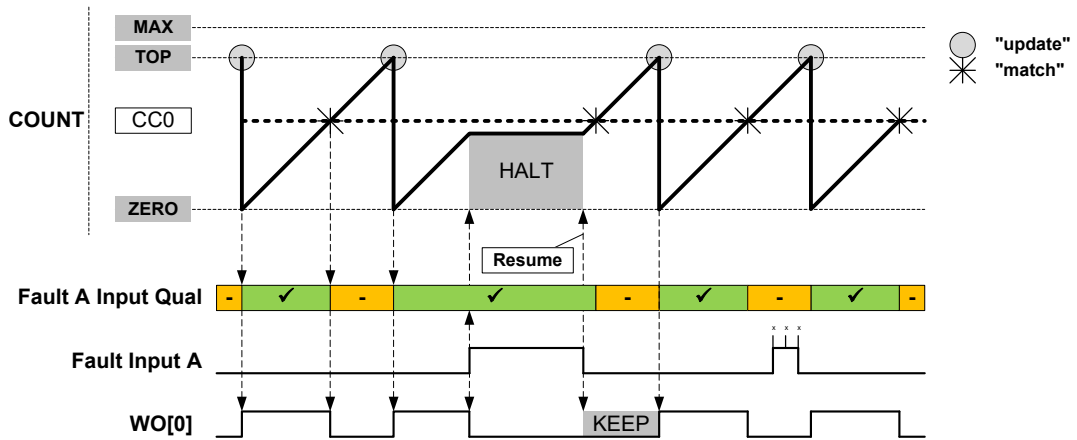 MAX
TOP
"update"
"match"
COUNT
CC0
HALT
ZERO
Resume
Fault A Input Qual
- ✓ - ✓ - ✓ - ✓ -
x x x
Fault Input A
WO[0]
KEEP